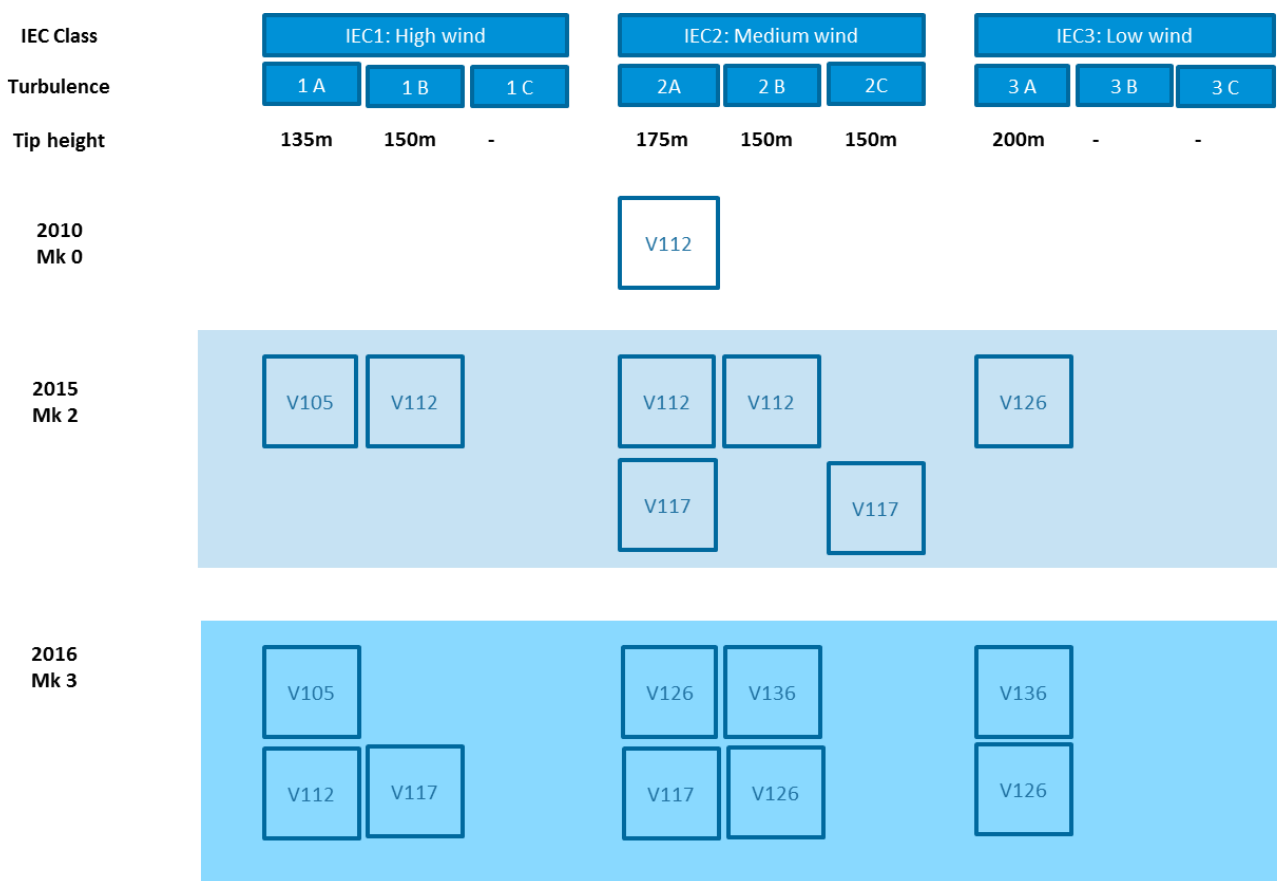 IEC Class IEC1: High wind IEC2: Medium wind IEC3: Low wind
Turbulence 1 A 1 B 1 C 2A 2 B 2C 3 A 3 B 3 C
Tip height 135m 150m - 175m 150m 150m 200m - -
2010
Mk 0
V112
2015
Mk 2
V105 V112 V112 V112 V126
V117 V117
2016
Mk 3
V105 V126 V136 V136
V112 V117 V117 V126 V126